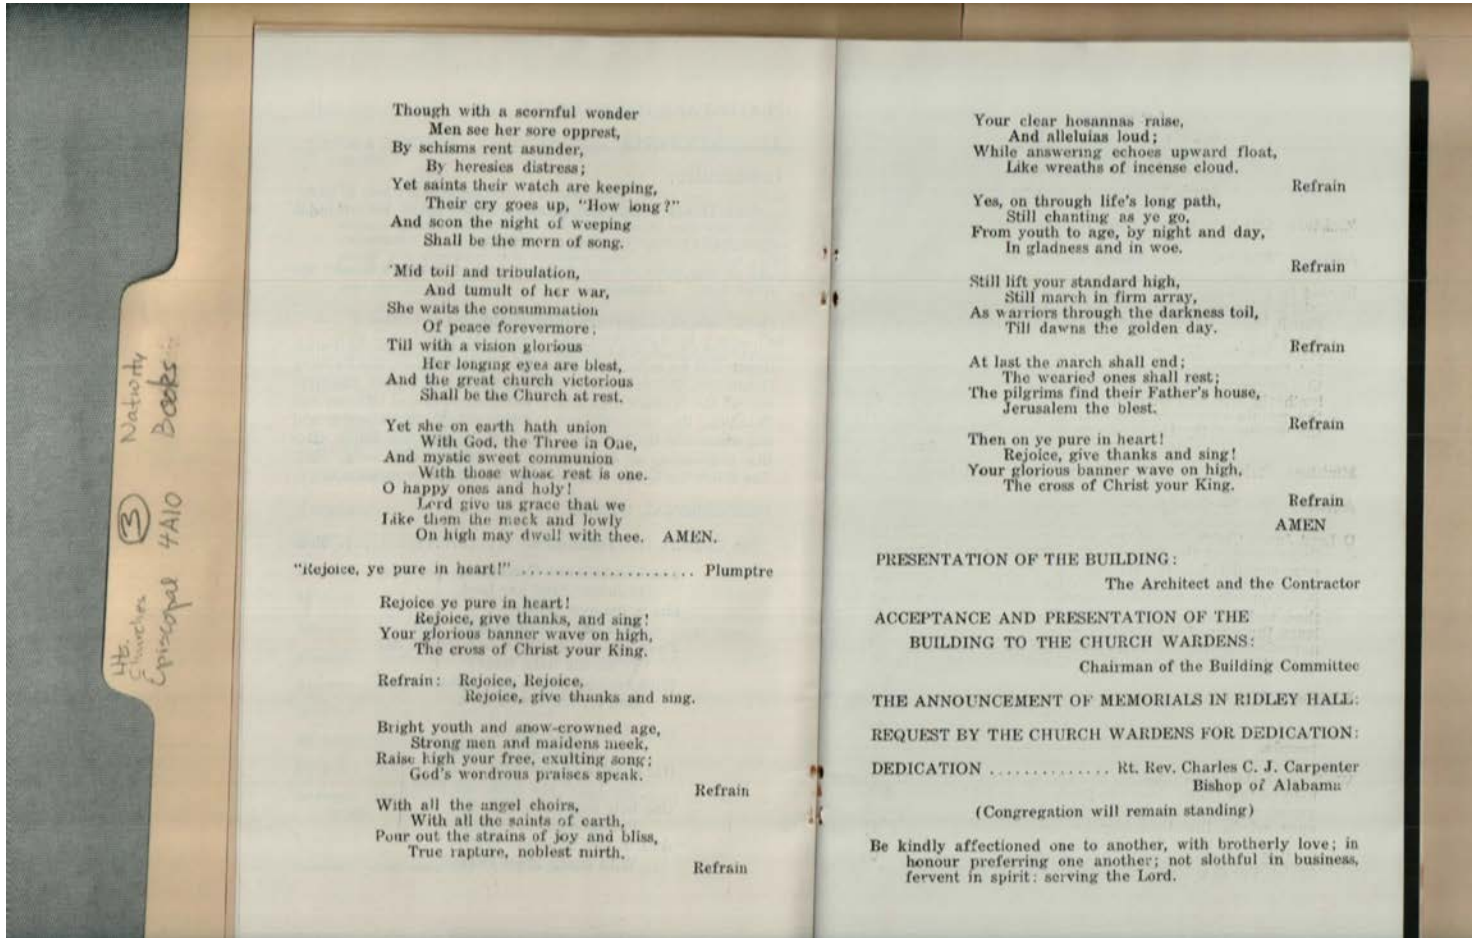 4b.
Churches
Episcopal 4A10
3
Nativity
Books
Though with a scornful wonder
Men see her sore opprest,
By schisms rent asunder,
By heresies distress;
Yet saints their watch are keeping,
Their cry goes up, "How long?"
And soon the night of weeping
Shall be the morn of song.
'Mid toil and tribulation,
And tumult of her war,
She waits the consummation
Of peace forevermore;
Till with a vision glorious
Her longing eyes are blest,
And the great church victorious
Shall be the Church at rest.
Yet she on earth hath union
With God, the Three in One,
And mystic sweet communion
With those whose rest is one.
O happy ones and holy!
Lord give us grace that we
Like them the meek and lowly
On high may dwell with thee. AMEN.
"Rejoice, ye pure in heart!" ..................... Plumptre
Rejoice ye pure in heart!
Rejoice, give thanks, and sing!
Your glorious banner wave on high,
The cross of Christ your King.
Refrain: Rejoice, Rejoice,
Rejoice, give thanks and sing.
Bright youth and snow-crowned age,
Strong men and maidens meek,
Raise high your free, exulting song;
God's wondrous praises speak.
Refrain
With all the angel choirs,
With all the saints of earth,
Pour out the strains of joy and bliss,
True rapture, noblest mirth.
Refrain
Your clear hosannas raise,
And alleluias loud;
While answering echoes upward float,
Like wreaths of incense cloud.
Refrain
Yes, on through life's long path,
Still chanting as ye go,
From youth to age, by night and day,
In gladness and in woe.
Refrain
Still lift your standard high,
Still march in firm array,
As warriors through the darkness toil,
Till dawns the golden day.
Refrain
At last the march shall end;
The wearied ones shall rest;
The pilgrims find their Father's house,
Jerusalem the blest.
Refrain
Then on ye pure in heart!
Rejoice, give thanks and sing!
Your glorious banner wave on high,
The cross of Christ your King.
Refrain
AMEN
PRESENTATION OF THE BUILDING:
The Architect and the Contractor
ACCEPTANCE AND PRESENTATION OF THE
BUILDING TO THE CHURCH WARDENS:
Chairman of the Building Committee
THE ANNOUNCEMENT OF MEMORIALS IN RIDLEY HALL:
REQUEST BY THE CHURCH WARDENS FOR DEDICATION:
DEDICATION .............. Rt. Rev. Charles C. J. Carpenter
Bishop of Alabama
(Congregation will remain standing)
Be kindly affectioned one to another, with brotherly love; in
honour preferring one another; not slothful in business,
fervent in spirit: serving the Lord.